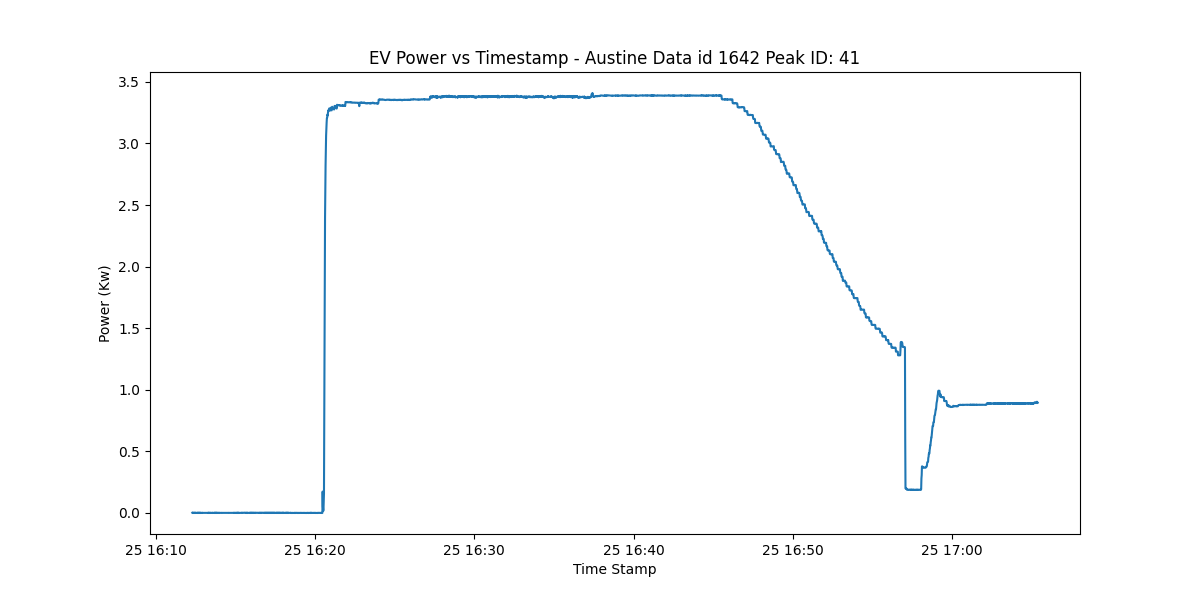 EV Power vs Timestamp - Austine Data id 1642 Peak ID: 41
3.5
3.0
2.5
2.0
1.5
1.0
0.5
0.0
Power (Kw)
25 16:10 25 16:20 25 16:30 25 16:40 25 16:50 25 17:00
Time Stamp